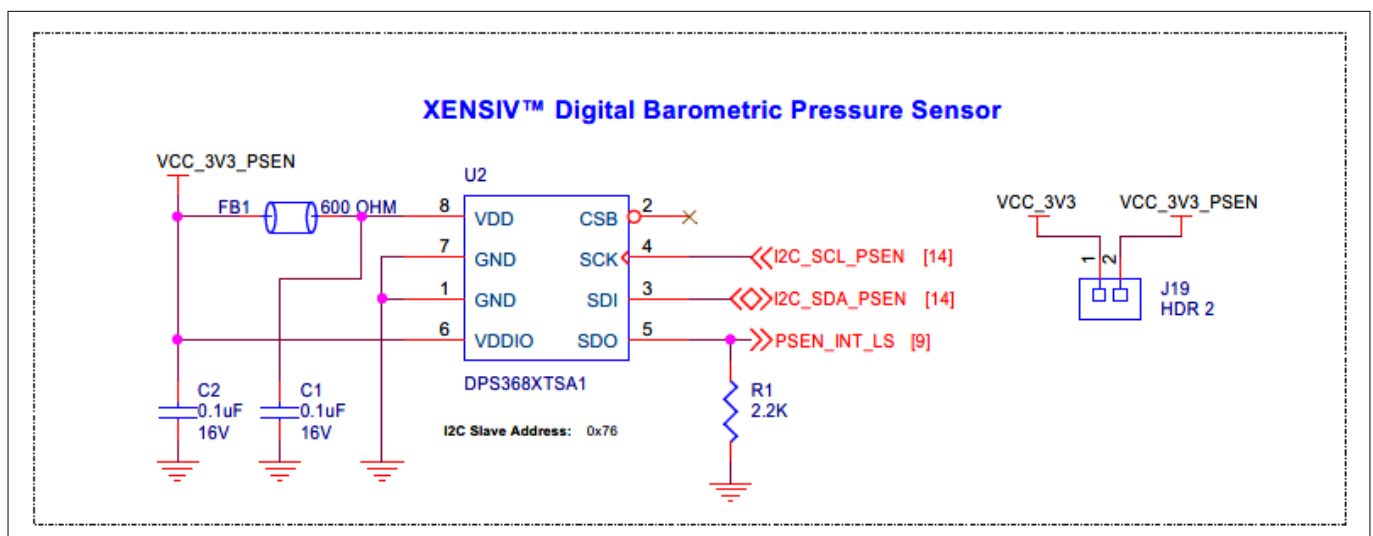 XENSIV™ Digital Barometric Pressure Sensor
VCC_3V3_PSEN
FB1
600 OHM
U2
8
VDD
7
GND
1
GND
6
VDDIO
CSB
2
SCK
4
SDI
3
SDO
5
I2C_SCL_PSEN [14]
I2C_SDA_PSEN [14]
PSEN_INT_LS [9]
DPS368XTSA1
I2C Slave Address: 0x76
C2
0.1uF
16V
C1
0.1uF
16V
R1
2.2K
VCC_3V3
VCC_3V3_PSEN
1
2
J19
HDR 2